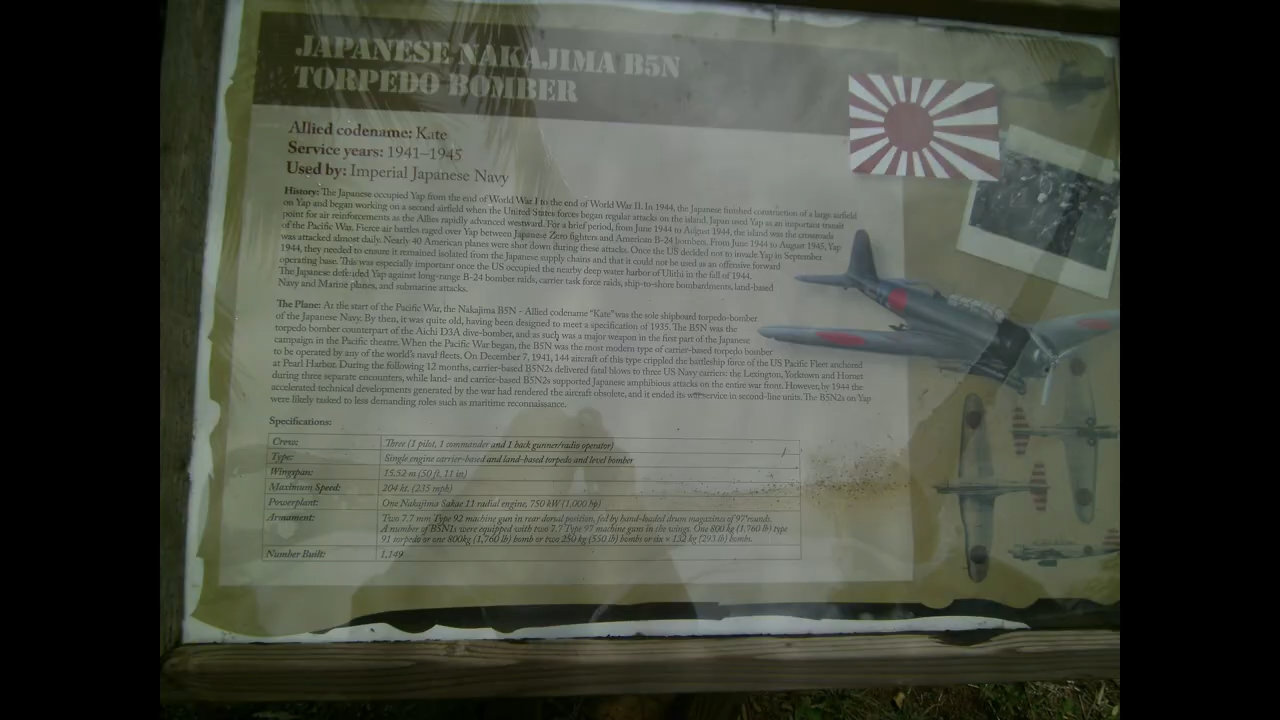 JAPANESE NAKAJIMA B5N
TORPEDO BOMBER
Allied codename: Kate
Service years: 1941–1945
Used by: Imperial Japanese Navy
History: The Japanese occupied Yap from the end of World War I to the end of World War II. In 1944, the Japanese finished construction of a large airfield
on Yap and began working on a second airfield when the United States forces began regular attacks on the island. Japan used Yap as an important transit
point for air reinforcements as the Allies rapidly advanced westward. For a brief period, from June 1944 to August 1944, the island was the crossroads
of the Pacific War. Fierce air battles raged over Yap between Japanese Zero fighters and American B-24 bombers. From June 1944 to August 1945, Yap
was attacked almost daily. Nearly 40 American planes were shot down during these attacks. Once the US decided not to invade Yap in September
1944, they needed to ensure it remained isolated from the Japanese supply chains and that it could not be used as an offensive forward
operating base. This was especially important once the US occupied the nearby deep water harbor of Ulithi in the fall of 1944.
The Japanese defended Yap against long-range B-24 bomber raids, carrier task force raids, ship-to-shore bombardments, land-based
Navy and Marine planes, and submarine attacks.
The Plane: At the start of the Pacific War, the Nakajima B5N - Allied codename "Kate" was the sole shipboard torpedo-bomber
of the Japanese Navy. By then, it was quite old, having been designed to meet a specification of 1935. The B5N was the
torpedo bomber counterpart of the Aichi D3A dive-bomber, and as such was a major weapon in the first part of the Japanese
campaign in the Pacific theatre. When the Pacific War began, the B5N was the most modern type of carrier-based torpedo bomber
to be operated by any of the world's naval fleets. On December 7, 1941, 144 aircraft of this type crippled the battleship force of the US Pacific Fleet anchored
at Pearl Harbor. During the following 12 months, carrier-based B5N2s delivered fatal blows to three US Navy carriers: the Lexington, Yorktown and Hornet
during three separate encounters, while land- and carrier-based B5N2s supported Japanese amphibious attacks on the entire war front. However, by 1944 the
accelerated technical developments generated by the war had rendered the aircraft obsolete, and it ended its war service in second-line units. The B5N2s on Yap
were likely tasked to less demanding roles such as maritime reconnaissance.
Specifications:
Crew: Three (1 pilot, 1 commander and 1 back gunner/radio operator)
Type: Single engine carrier-based and land-based torpedo and level bomber
Wingspan: 15.52 m (50 ft, 11 in)
Maximum Speed: 204 kt. (235 mph)
Powerplant: One Nakajima Sakae 11 radial engine, 750 kW (1,000 hp)
Armament: Two 7.7 mm Type 92 machine gun in rear dorsal position, fed by hand-loaded drum magazines of 97 rounds.
A number of B5N1s were equipped with two 7.7 Type 97 machine guns in the wings. One 800 kg (1,760 lb) type
91 torpedo or one 800kg (1,760 lb) bomb or two 250 kg (550 lb) bombs or six × 132 kg (293 lb) bombs.
Number Built: 1,149